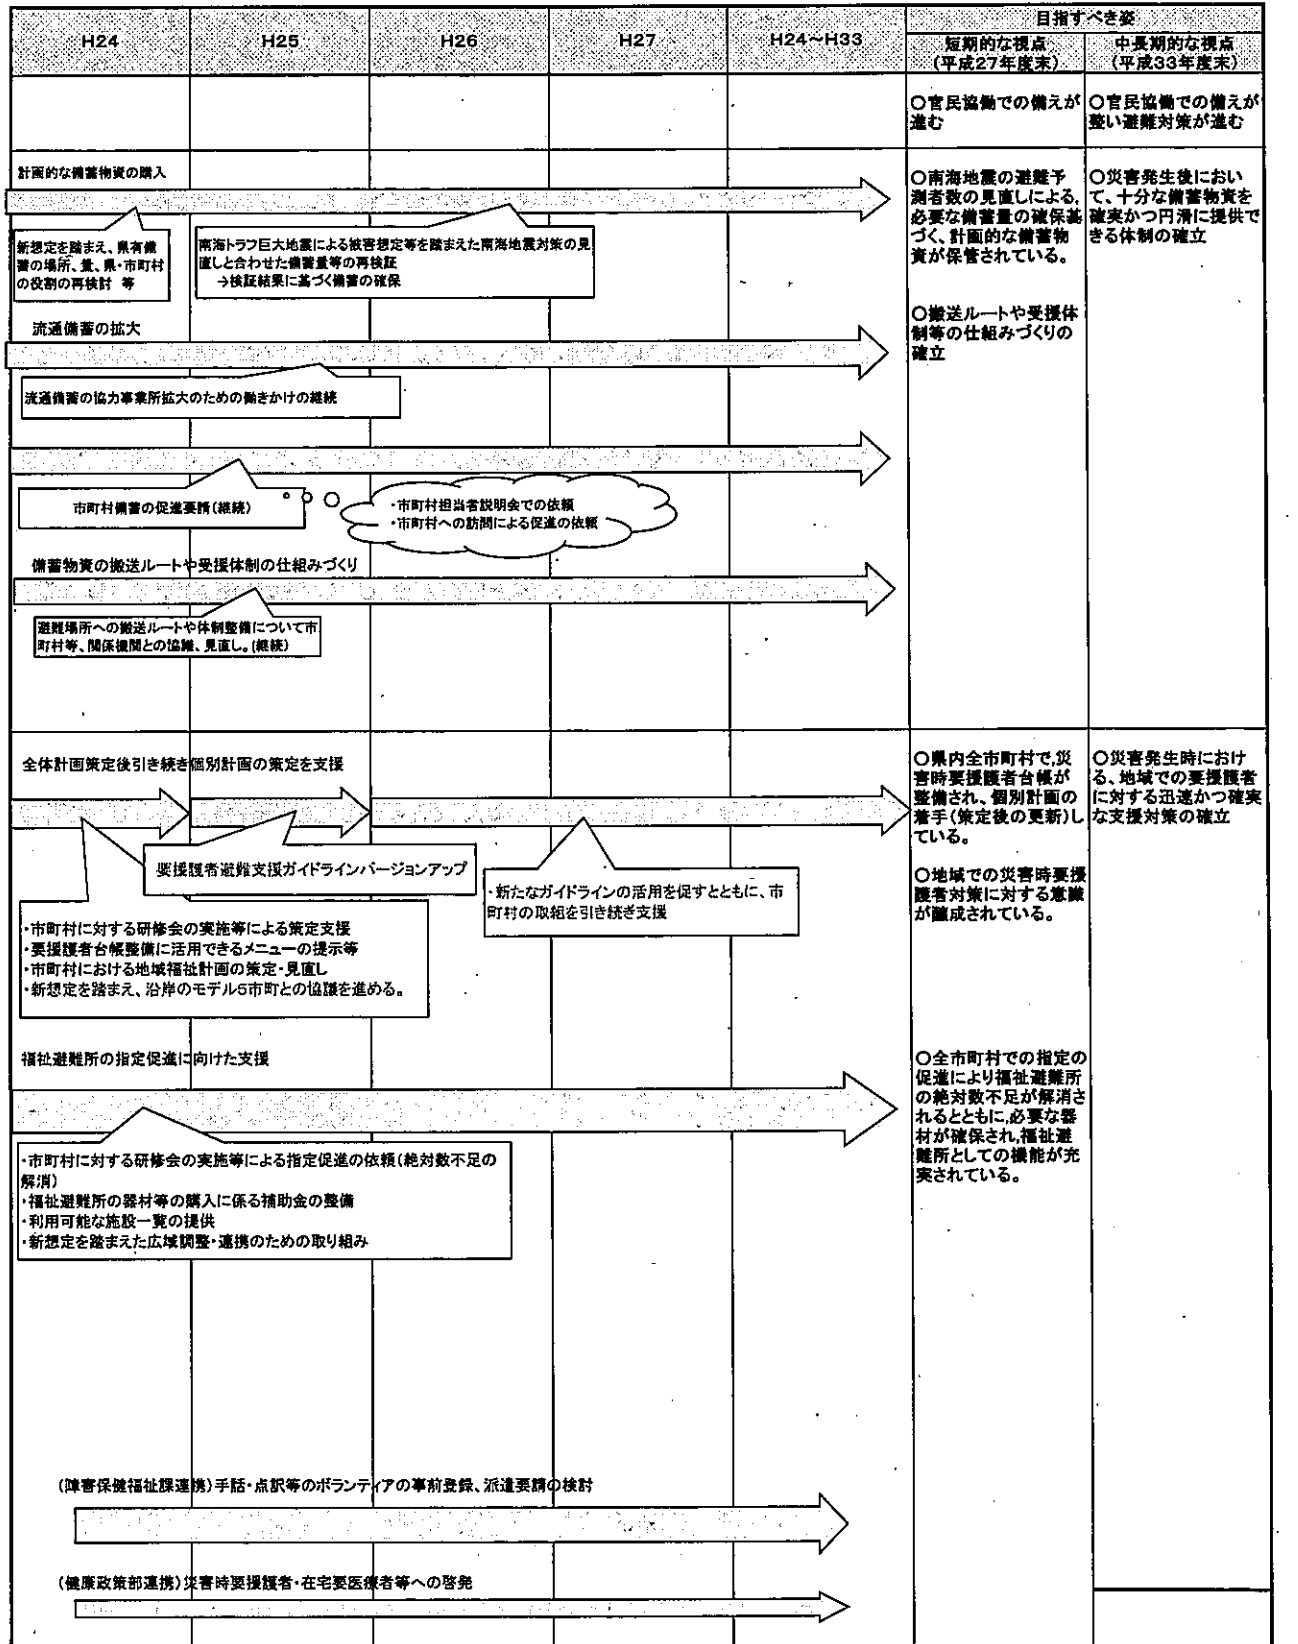 H24
H25
H26
H27
H24～H33
目指すべき姿
短期的な視点
(平成27年度末)
中長期的な視点
(平成33年度末)
○官民協働での備えが
進む
○官民協働での備えが
整い避難対策が進む
計画的な備蓄物資の購入
新想定を踏まえ、県有備
蓄の場所、量、県・市町村
の役割の再検討　等
南海トラフ巨大地震による被害想定等を踏まえた南海地震対策の見
直しと合わせた備蓄量等の再検証
→検証結果に基づく備蓄の確保
○南海地震の避難予
測者数の見直しによる、
必要な備蓄量の確保基
づく、計画的な備蓄物
資が保管されている。
○災害発生後におい
て、十分な備蓄物資を
確実かつ円滑に提供で
きる体制の確立
○搬送ルートや受援体
制等の仕組みづくりの
確立
流通備蓄の拡大
流通備蓄の協力事業所拡大のための働きかけの継続
市町村備蓄の促進要請(継続)
・市町村担当者説明会での依頼
・市町村への訪問による促進の依頼
備蓄物資の搬送ルートや受援体制の仕組みづくり
避難場所への搬送ルートや体制整備について市
町村等、関係機関との協議、見直し。(継続)
全体計画策定後引き続き個別計画の策定を支援
要援護者避難支援ガイドラインバージョンアップ
・新たなガイドラインの活用を促すとともに、市
町村の取組を引き続き支援
・市町村に対する研修会の実施等による策定支援
・要援護者台帳整備に活用できるメニューの提示等
・市町村における地域福祉計画の策定・見直し
・新想定を踏まえ、沿岸のモデル5市町との協議を進める。
○県内全市町村で、災
害時要援護者台帳が
整備され、個別計画の
着手(策定後の更新)し
ている。
○災害発生時におけ
る、地域での要援護者
に対する迅速かつ確実
な支援対策の確立
○地域での災害時要援
護者対策に対する意識
が醸成されている。
福祉避難所の指定促進に向けた支援
・市町村に対する研修会の実施等による指定促進の依頼(絶対数不足の
解消)
・福祉避難所の器材等の購入に係る補助金の整備
・利用可能な施設一覧の提供
・新想定を踏まえた広域調整・連携のための取り組み
○全市町村での指定の
促進により福祉避難所
の絶対数不足が解消さ
れるとともに,必要な器
材が確保され,福祉避
難所としての機能が充
実されている。
(障害保健福祉課連携)手話・点訳等のボランティアの事前登録、派遣要請の検討
(健康政策部連携)災害時要援護者・在宅要医療者等への啓発